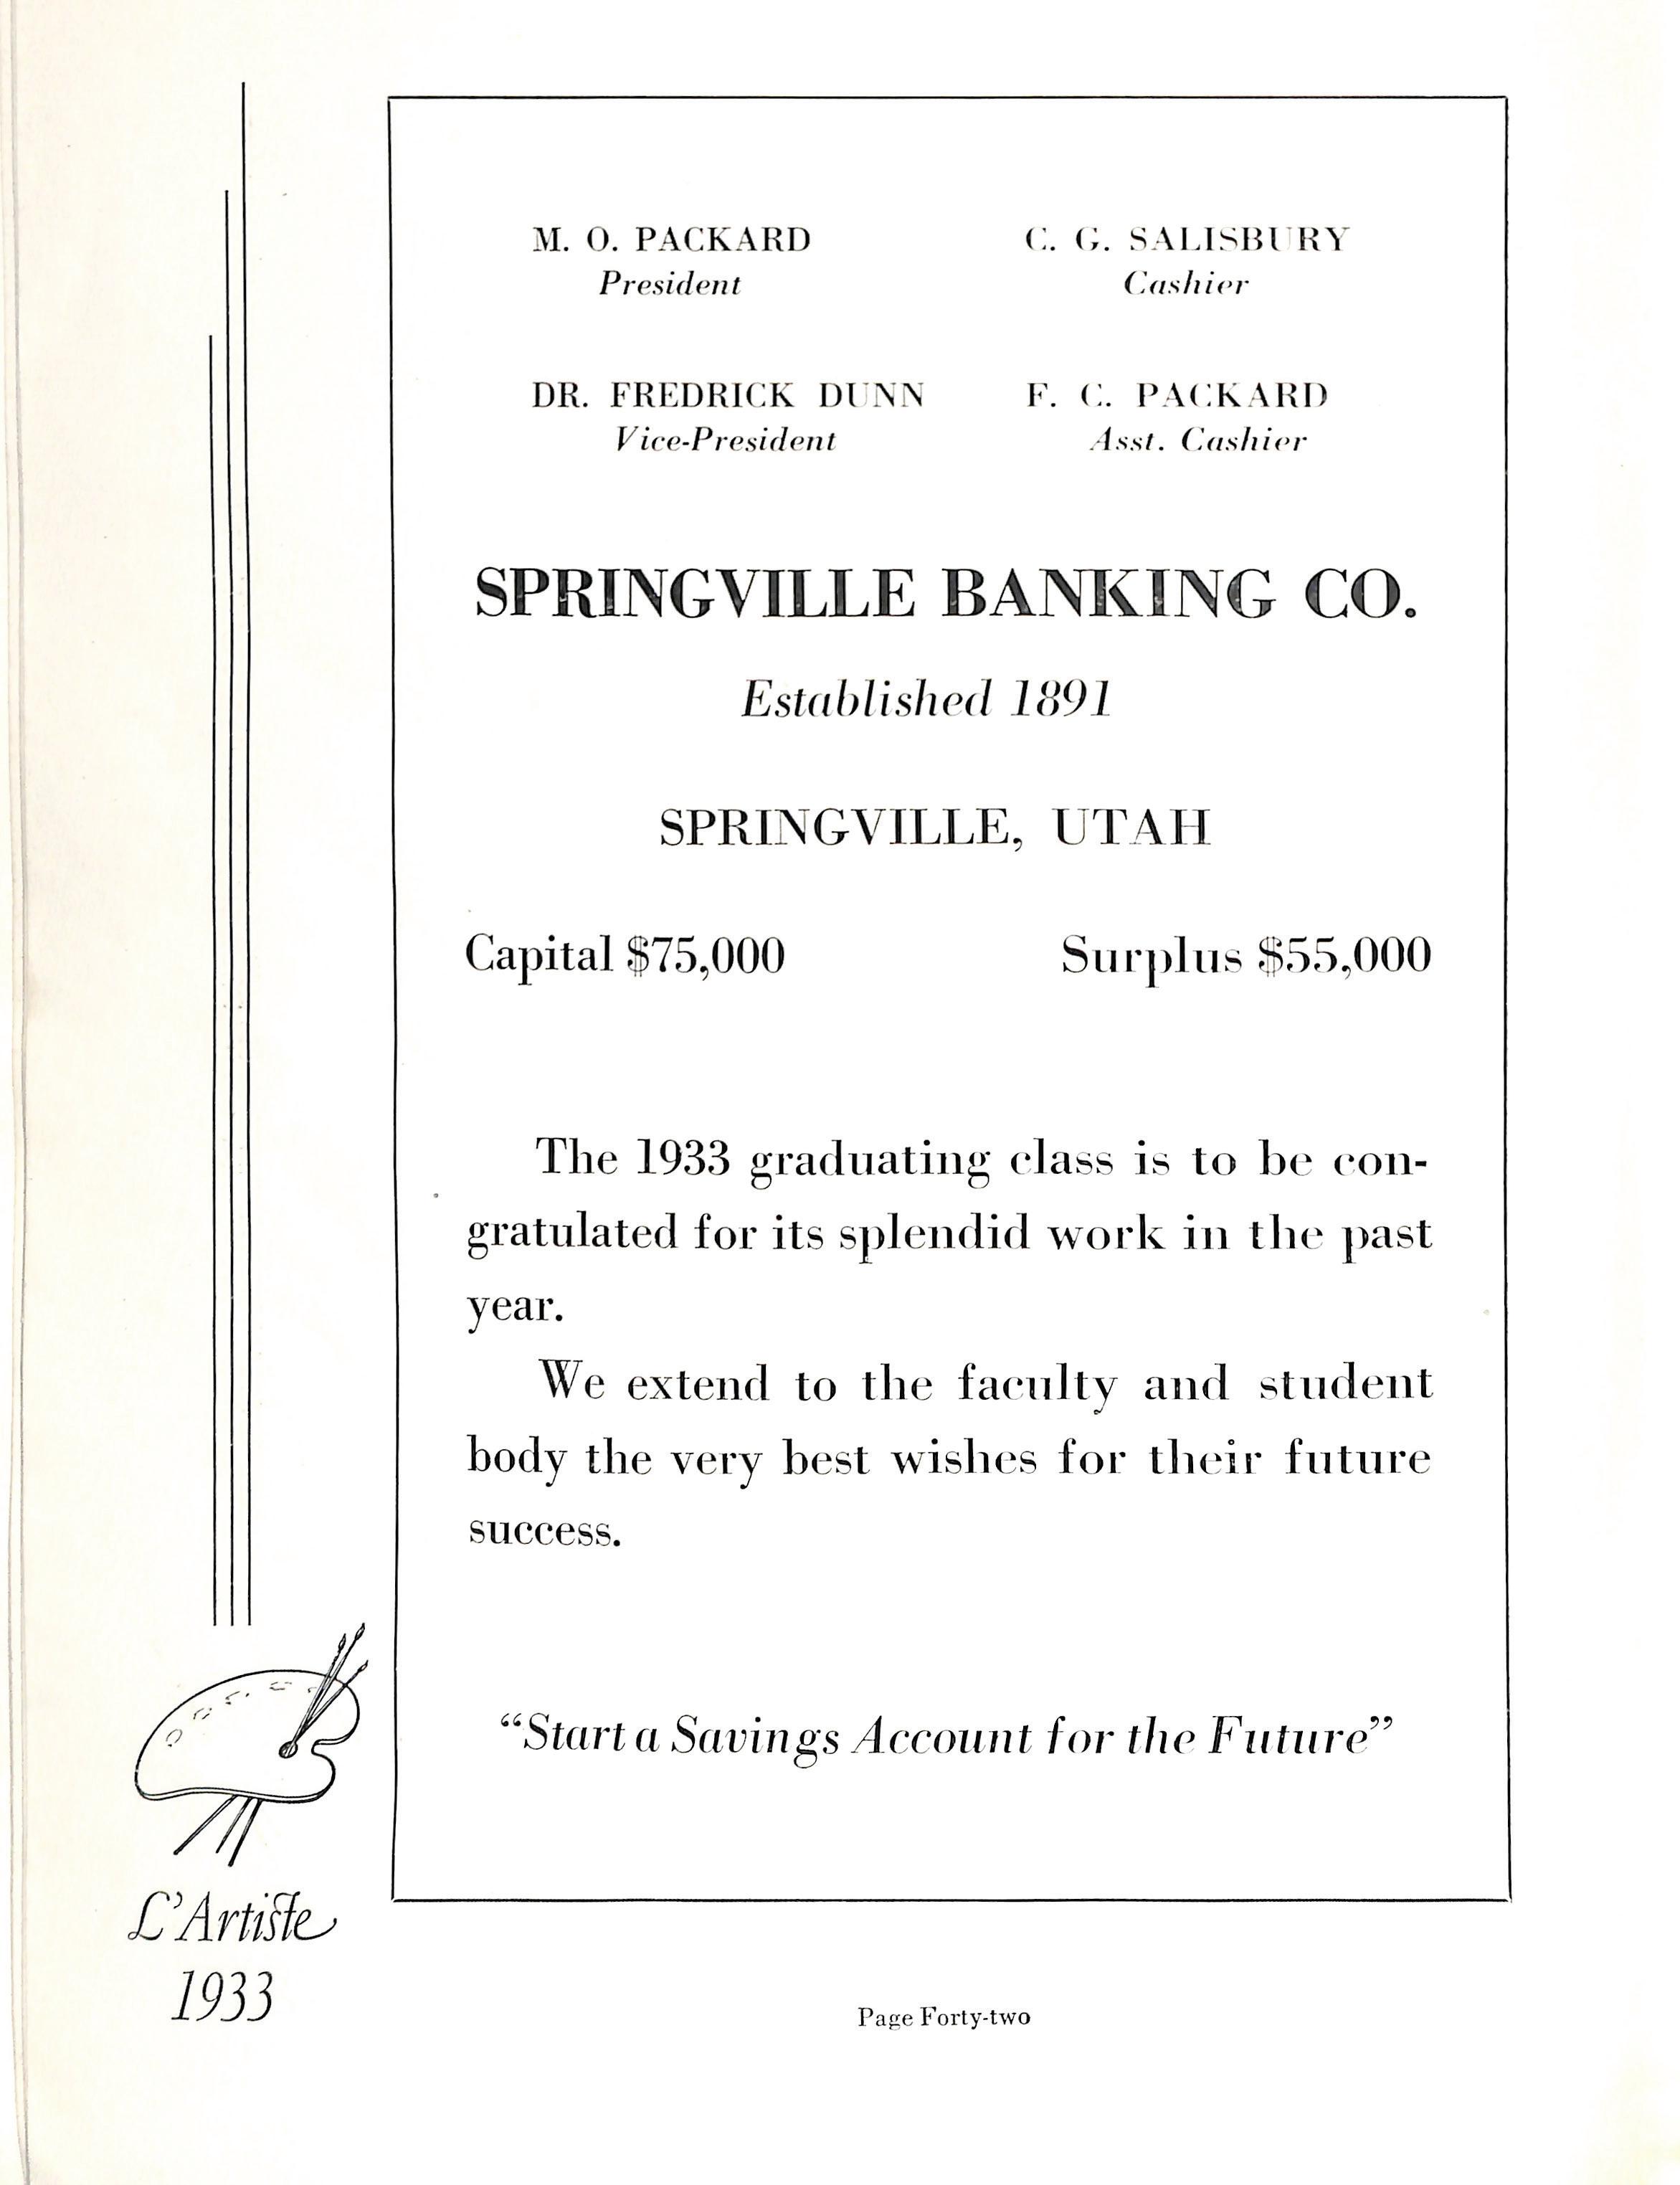 M. O. PACKARD
President
C. G. SALISBURY
Cashier
DR. FREDRICK DUNN
Vice-President
F. C. PACKARD
Asst. Cashier
SPRINGVILLE BANKING CO.
Established 1891
SPRINGVILLE, UTAH
Capital $75,000
Surplus $55,000
The 1933 graduating class is to be con-
gratulated for its splendid work in the past
year.
We extend to the faculty and student
body the very best wishes for their future
success.
“Start a Savings Account for the Future”
L’Artiste
1933
Page Forty-two